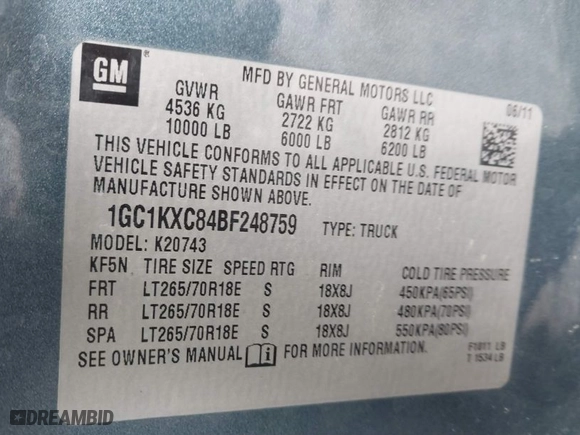 GM
MFD BY GENERAL MOTORS LLC
06/11
GVWR GAWR FRT GAWR RR
4536 KG 2722 KG 2812 KG
10000 LB 6000 LB 6200 LB
THIS VEHICLE CONFORMS TO ALL APPLICABLE U.S. FEDERAL MOTOR
VEHICLE SAFETY STANDARDS IN EFFECT ON THE DATE OF
MANUFACTURE SHOWN ABOVE.
1GC1KXC84BF248759 TYPE: TRUCK
MODEL: K20743
KF5N TIRE SIZE SPEED RTG RIM COLD TIRE PRESSURE
FRT LT265/70R18E S 18X8J 450KPA(65PSI)
RR LT265/70R18E S 18X8J 480KPA(70PSI)
SPA LT265/70R18E S 18X8J 550KPA(80PSI)
SEE OWNER'S MANUAL FOR MORE INFORMATION.
T 1534 LB
DREAMBID